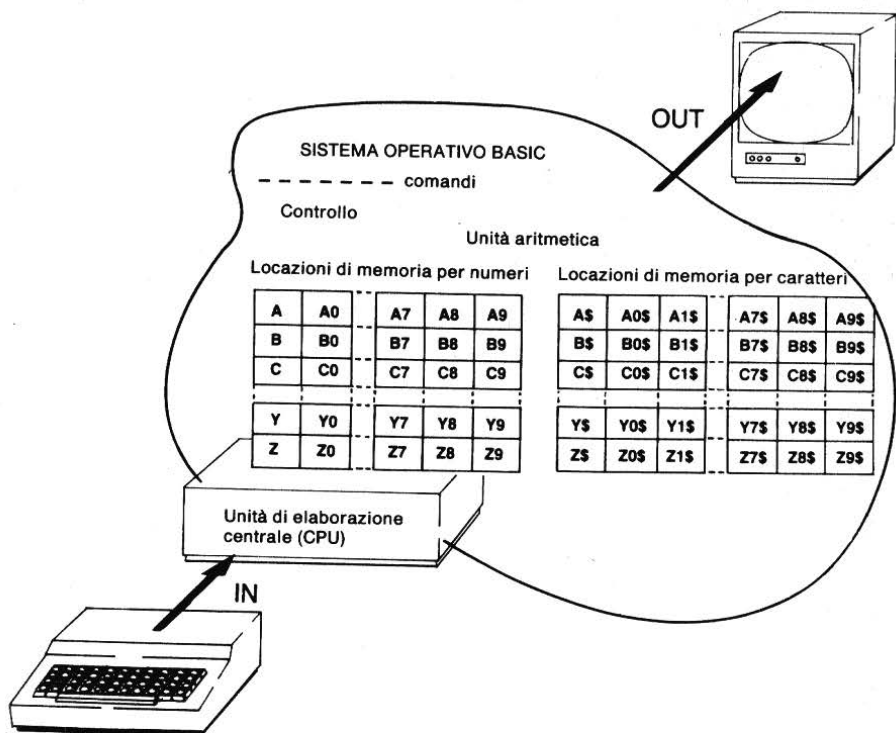 OUT
SISTEMA OPERATIVO BASIC
comandi
Controllo
Unità aritmetica
Locazioni di memoria per numeri
A A0 A7 A8 A9
B B0 B7 B8 B9
C C0 C7 C8 C9
Y Y0 Y7 Y8 Y9
Z Z0 Z7 Z8 Z9
Locazioni di memoria per caratteri
A$ A0$ A1$ A7$ A8$ A9$
B$ B0$ B1$ B7$ B8$ B9$
C$ C0$ C1$ C7$ C8$ C9$
Y$ Y0$ Y1$ Y7$ Y8$ Y9$
Z$ Z0$ Z1$ Z7$ Z8$ Z9$
Unità di elaborazione
centrale (CPU)
IN